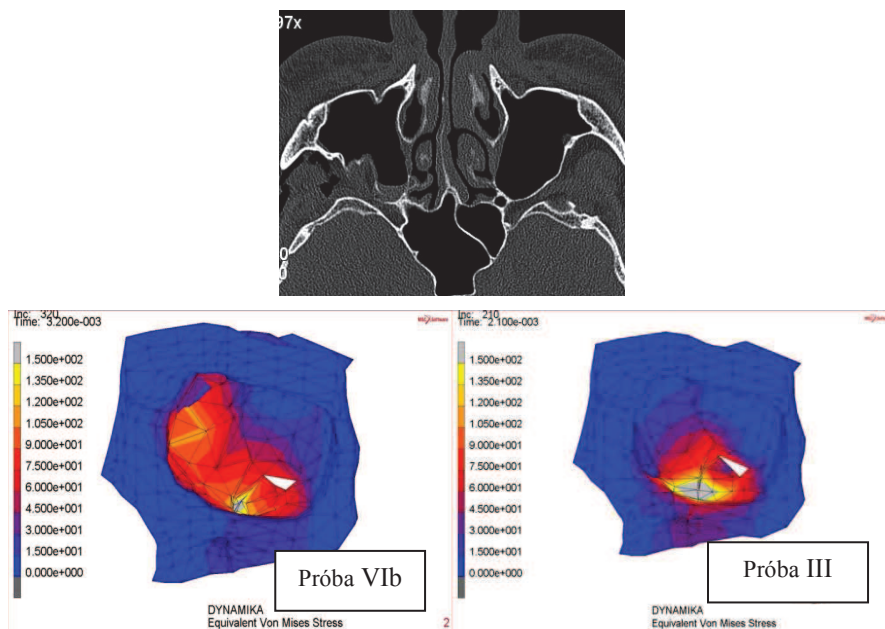 97x
0
0
Inc: 320
Time: 3.200e-003
1.500e+002
1.350e+002
1.200e+002
1.050e+002
9.000e+001
7.500e+001
6.000e+001
4.500e+001
3.000e+001
1.500e+001
0.000e+000
Próba VIb
DYNAMIKA
Equivalent Von Mises Stress
2
Inc: 210
Time: 2.100e-003
1.500e+002
1.350e+002
1.200e+002
1.050e+002
9.000e+001
7.500e+001
6.000e+001
4.500e+001
3.000e+001
1.500e+001
0.000e+000
Próba III
DYNAMIKA
Equivalent Von Mises Stress